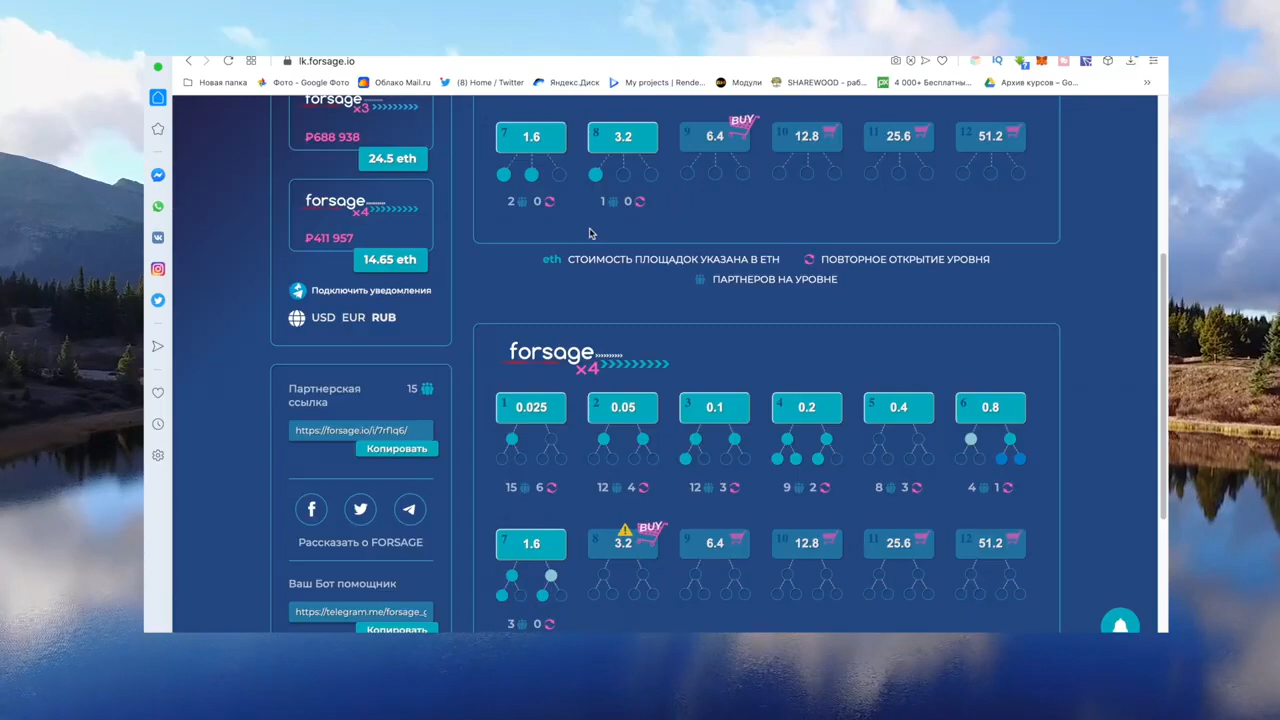 lk.forsage.io
Новая папка
Фото – Google Фото
Облако Mail.ru
(8) Home / Twitter
Яндекс.Диск
My projects | Rende...
Модули
SHAREWOOD - раб...
4 000+ Бесплатны...
Архив курсов – Go...
»
forsage
x3
₽688 938
24.5 eth
forsage
x4
₽411 957
14.65 eth
Подключить уведомления
USD EUR RUB
Партнерская
ссылка
15
https://forsage.io/i/7rf1q6/
Копировать
Рассказать о FORSAGE
Ваш Бот помощник
https://telegram.me/forsage_g
Копировать
7 1.6
8 3.2
9 6.4 BUY
10 12.8
11 25.6
12 51.2
2 0
1 0
eth СТОИМОСТЬ ПЛОЩАДОК УКАЗАНА В ETH
ПОВТОРНОЕ ОТКРЫТИЕ УРОВНЯ
ПАРТНЕРОВ НА УРОВНЕ
forsage
x4
1 0.025
2 0.05
3 0.1
4 0.2
5 0.4
6 0.8
15 6
12 4
12 3
9 2
8 3
4 1
7 1.6
8 3.2 BUY
9 6.4
10 12.8
11 25.6
12 51.2
3 0